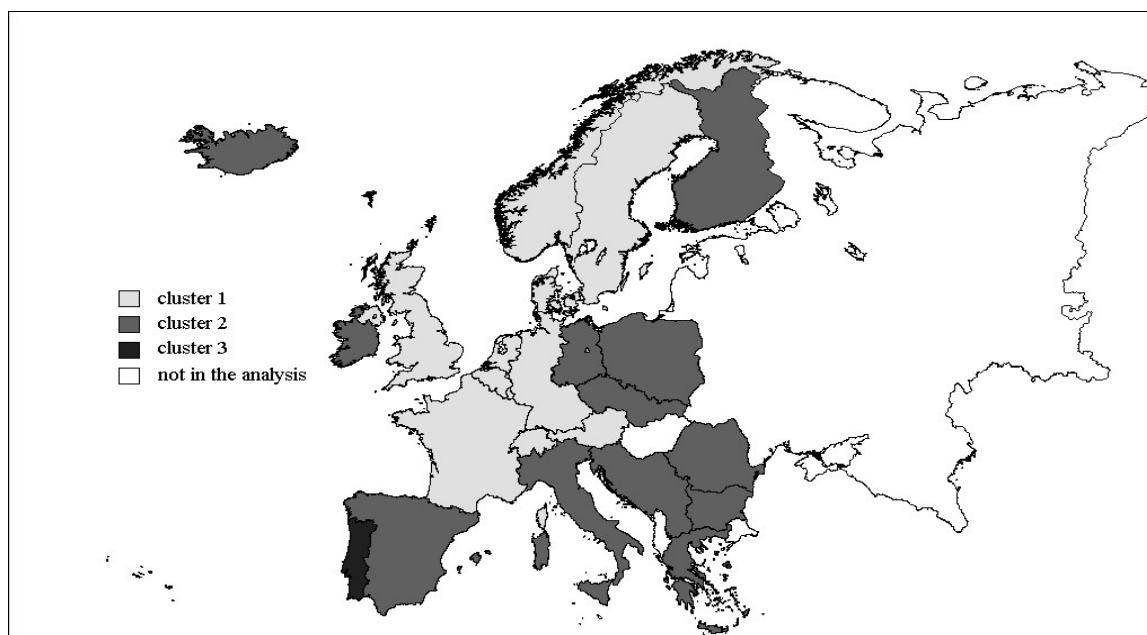 cluster 1
cluster 2
cluster 3
not in the analysis